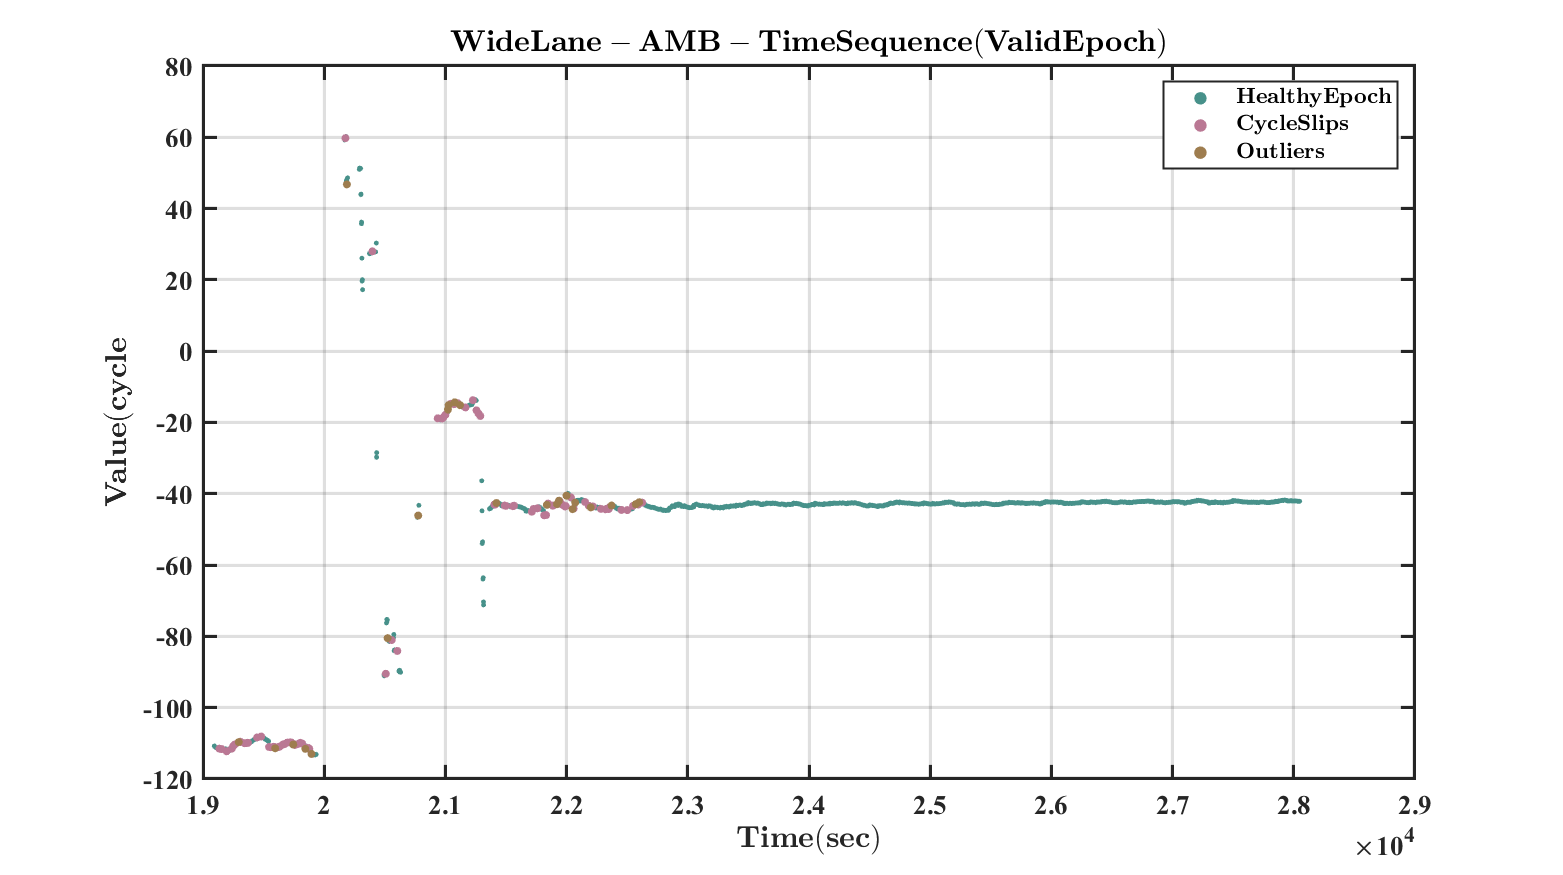 WideLane – AMB – TimeSequence(ValidEpoch)
HealthyEpoch
CycleSlips
Outliers
Value(cycle
80
60
40
20
0
-20
-40
-60
-80
-100
-120
1.9 2 2.1 2.2 2.3 2.4 2.5 2.6 2.7 2.8 2.9
Time(sec)
×10⁴